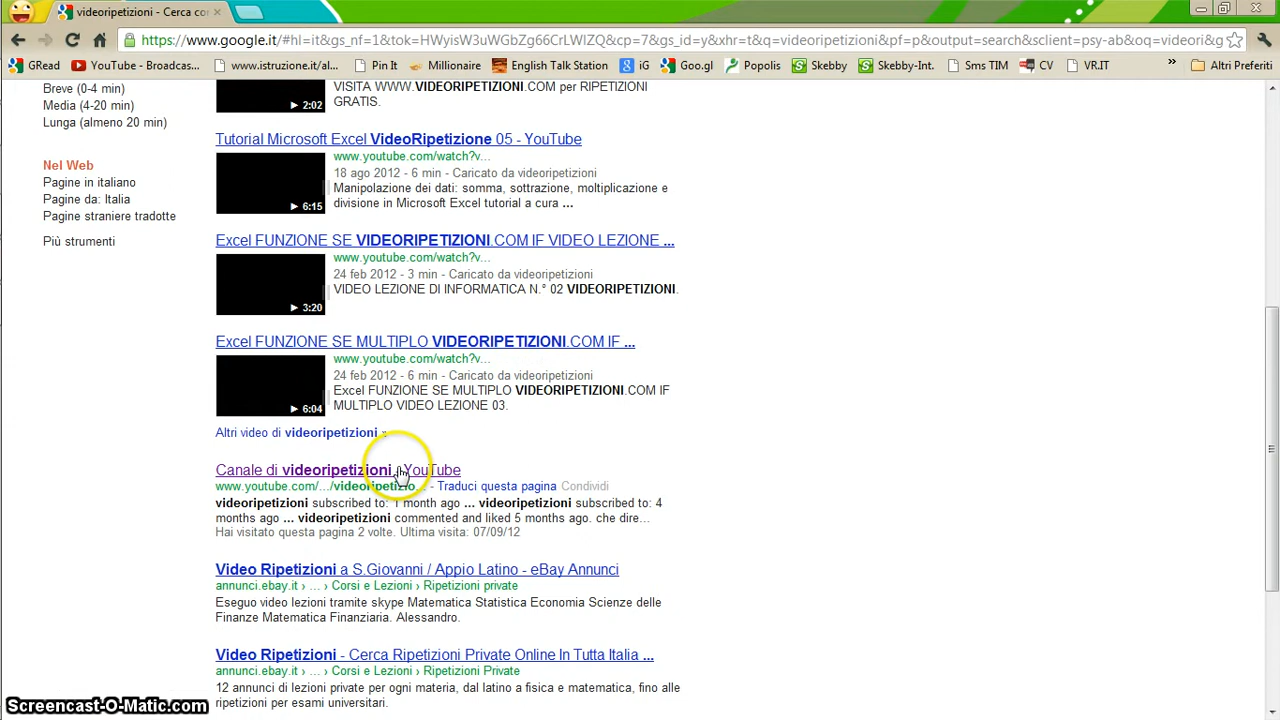 videoripetizioni - Cerca co
https://www.google.it/#hl=it&gs_nf=1&tok=HWyisW3uWGbZg66CrLWIZQ&cp=7&gs_id=y&xhr=t&q=videoripetizioni&pf=p&output=search&sclient=psy-ab&oq=videori&g
GRead
YouTube - Broadcas...
www.istruzione.it/al...
Pin It
Millionaire
English Talk Station
iG
Goo.gl
Popolis
Skebby
Skebby-Int.
Sms TIM
CV
VR.IT
»
Altri Preferiti
Breve (0-4 min)
Media (4-20 min)
Lunga (almeno 20 min)
Nel Web
Pagine in italiano
Pagine da: Italia
Pagine straniere tradotte
Più strumenti
2:02
VISITA WWW.VIDEORIPETIZIONI.COM per RIPETIZIONI
GRATIS.
Tutorial Microsoft Excel VideoRipetizione 05 - YouTube
www.youtube.com/watch?v...
18 ago 2012 - 6 min - Caricato da videoripetizioni
Manipolazione dei dati: somma, sottrazione, moltiplicazione e
divisione in Microsoft Excel tutorial a cura ...
6:15
Excel FUNZIONE SE VIDEORIPETIZIONI.COM IF VIDEO LEZIONE ...
www.youtube.com/watch?v...
24 feb 2012 - 3 min - Caricato da videoripetizioni
VIDEO LEZIONE DI INFORMATICA N.° 02 VIDEORIPETIZIONI.
3:20
Excel FUNZIONE SE MULTIPLO VIDEORIPETIZIONI.COM IF ...
www.youtube.com/watch?v...
24 feb 2012 - 6 min - Caricato da videoripetizioni
Excel FUNZIONE SE MULTIPLO VIDEORIPETIZIONI.COM IF
MULTIPLO VIDEO LEZIONE 03.
6:04
Altri video di videoripetizioni »
Canale di videoripetizioni - YouTube
www.youtube.com/.../videoripetizio... - Traduci questa pagina Condividi
videoripetizioni subscribed to: 1 month ago ... videoripetizioni subscribed to: 4
months ago ... videoripetizioni commented and liked 5 months ago. che dire...
Hai visitato questa pagina 2 volte. Ultima visita: 07/09/12
Video Ripetizioni a S.Giovanni / Appio Latino - eBay Annunci
annunci.ebay.it › ... › Corsi e Lezioni › Ripetizioni private
Eseguo video lezioni tramite skype Matematica Statistica Economia Scienze delle
Finanze Matematica Finanziaria. Alessandro.
Video Ripetizioni - Cerca Ripetizioni Private Online In Tutta Italia ...
annunci.ebay.it › ... › Corsi e Lezioni › Ripetizioni Private
12 annunci di lezioni private per ogni materia, dal latino a fisica e matematica, fino alle
ripetizioni per esami universitari.
Screencast-O-Matic.com